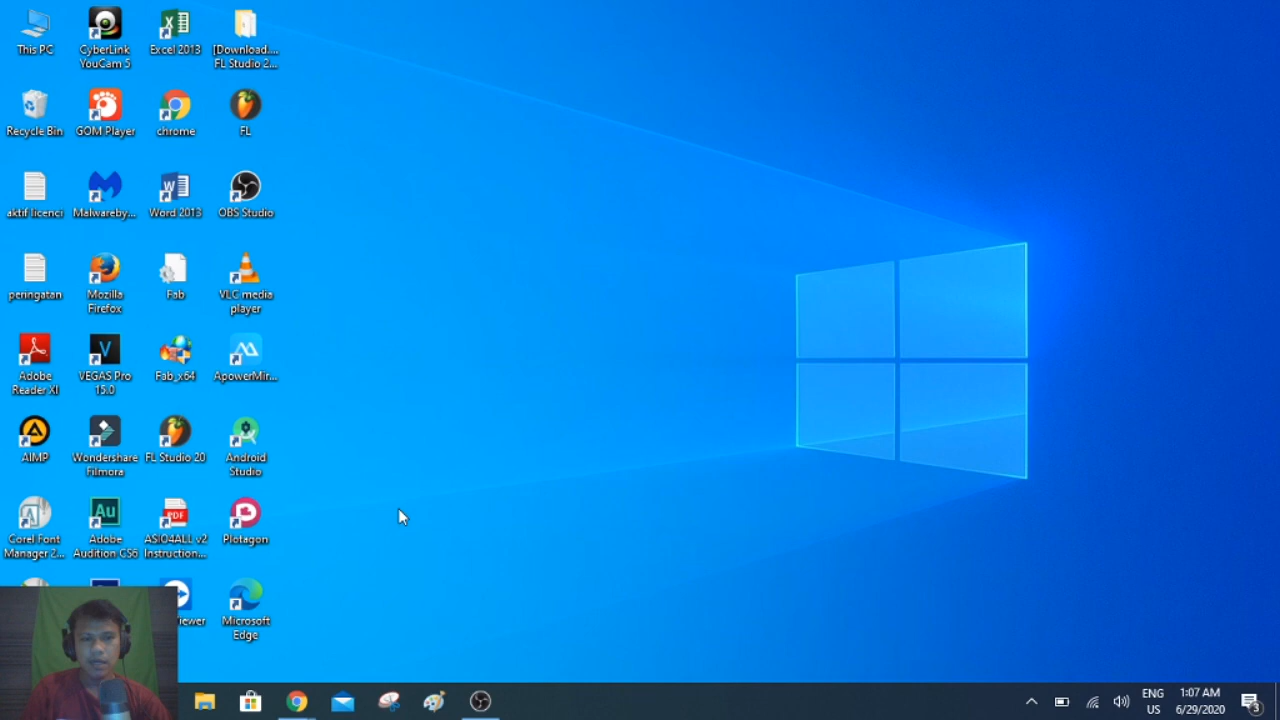 This PC
CyberLink
YouCam 5
Excel 2013
[Download....
FL Studio 2...
Recycle Bin
GOM Player
chrome
FL
aktif licenci
Malwareby...
Word 2013
OBS Studio
peringatan
Mozilla
Firefox
Fab
VLC media
player
Adobe
Reader XI
VEGAS Pro
15.0
Fab_x64
ApowerMir...
AIMP
Wondershare
Filmora
FL Studio 20
Android
Studio
Corel Font
Manager 2...
Adobe
Audition CS6
ASIO4ALL v2
Instruction...
Plotagon
iewer
Microsoft
Edge
ENG
US
1:07 AM
6/29/2020
3